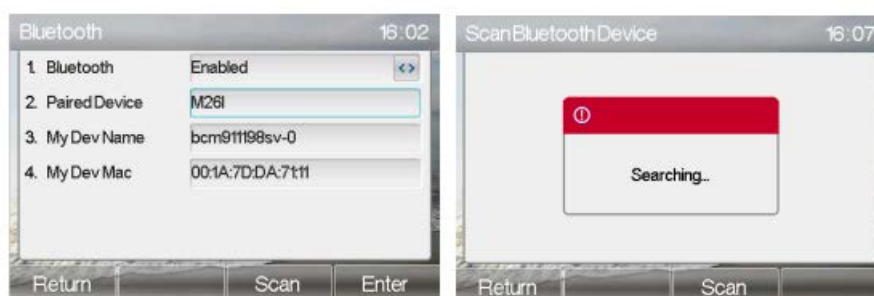 Bluetooth 16:02
1. Bluetooth Enabled <>
2. Paired Device M26I
3. My Dev Name bcm911198sv-0
4. My Dev Mac 00:1A:7D:DA:71:11
Return Scan Enter
Scan Bluetooth Device 16:07
Searching...
Return Scan